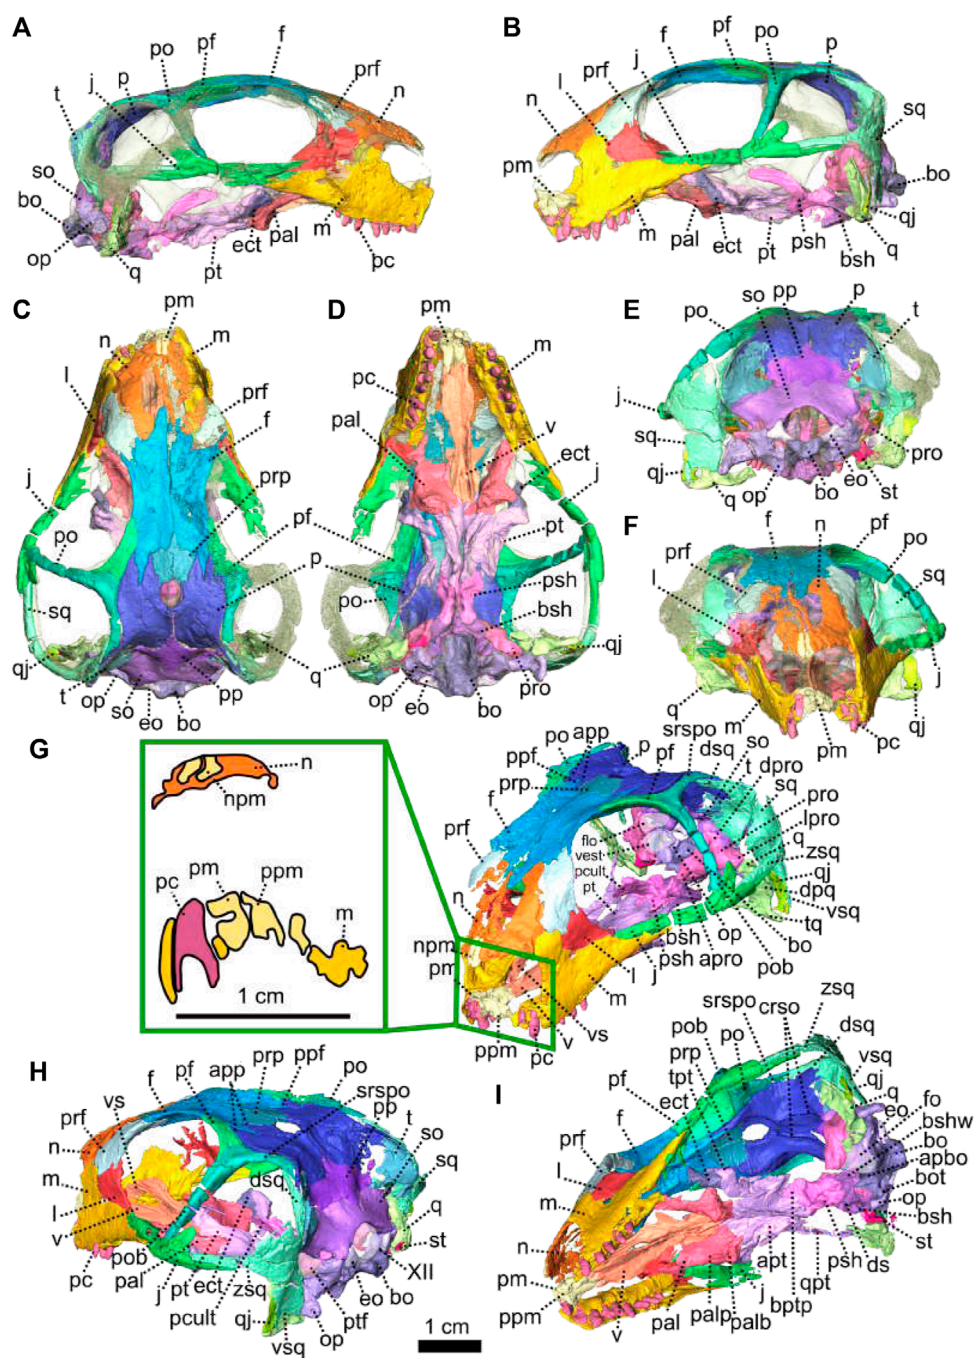 A
po
pf
f
j
p
prf
t
n
so
bo
op
q
pt
ect
pal
m
pc
B
f
pf
po
p
j
prf
l
n
sq
pm
bo
qj
m
pal
ect
pt
psh
bsh
q
C
pm
n
m
l
prf
f
prp
j
pf
po
p
sq
qj
t
op
so
eo
bo
pp
q
D
pm
m
pc
pal
v
ect
j
pt
psh
po
bsh
qj
op
eo
bo
pro
E
so
pp
p
po
t
j
sq
qj
q
op
bo
eo
st
pro
F
f
n
pf
po
prf
l
sq
j
q
m
pm
pc
qj
G
n
npm
pm
ppm
pc
m
1 cm
po
app
p
pf
srspo
dsq
so
t
dpro
sq
ppf
prp
f
pro
lpro
prf
q
flo
vest
pcult
pt
zsq
qj
n
dpq
vsq
tq
npm
op
bo
bsh
pm
l
j
psh
apro
pob
m
ppm
pc
v
vs
H
f
pf
app
prp
ppf
po
vs
srspo
pp
prf
t
n
so
m
dsq
sq
l
q
v
pob
st
pc
pal
XII
j
pt
ect
zsq
eo
bo
pcult
ptf
qj
op
vsq
1 cm
I
srspo
crso
zsq
pob
po
dsq
prp
vsq
tpt
qj
ect
q
pf
fo
eo
f
bshw
prf
bo
l
apbo
bot
m
op
bsh
n
st
apt
psh
ds
pm
j
qpt
ppm
bptp
v
pal
palp
palb